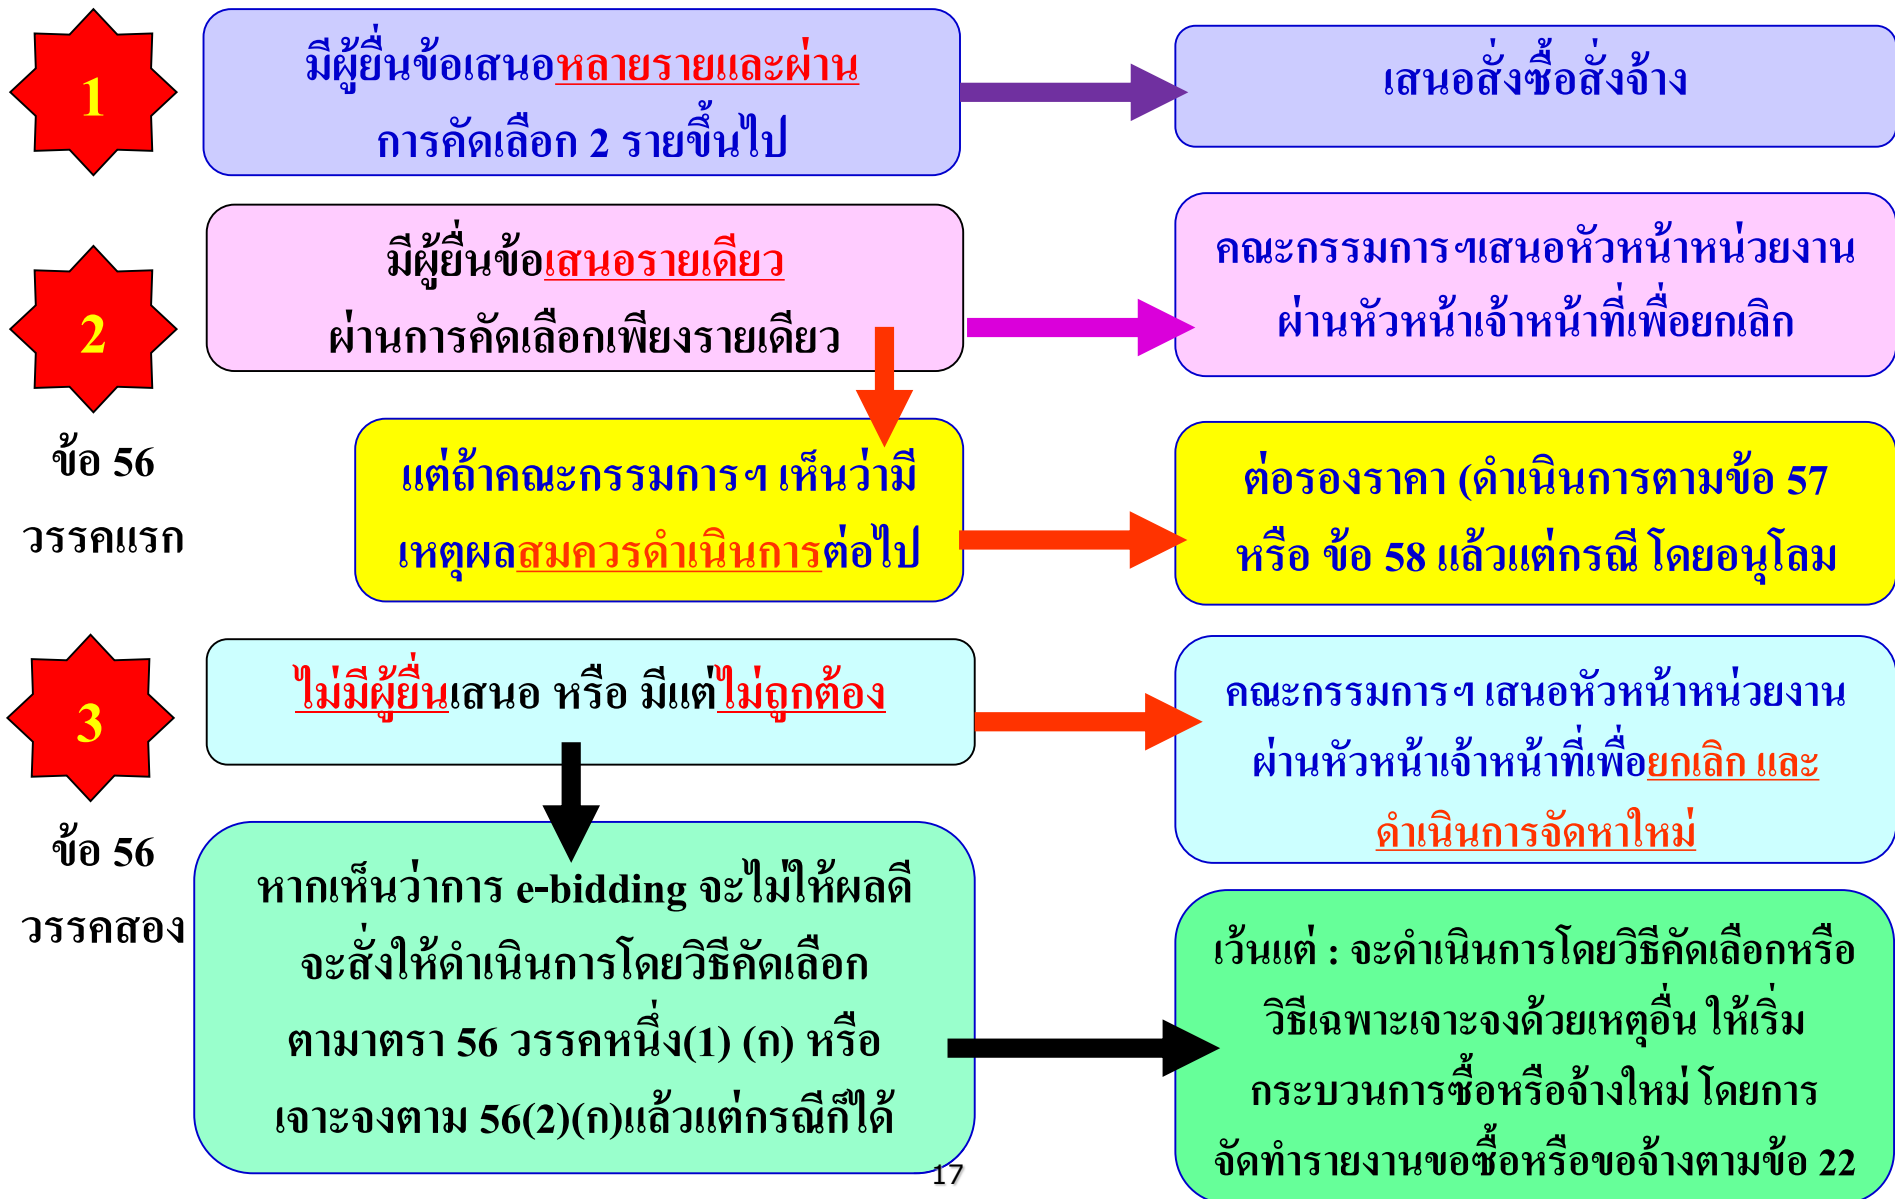 1
มีผู้ยื่นข้อเสนอหลายรายและผ่าน
การคัดเลือก 2 รายขึ้นไป
เสนอสั่งซื้อสั่งจ้าง
2
ข้อ 56
วรรคแรก
มีผู้ยื่นข้อเสนอรายเดียว
ผ่านการคัดเลือกเพียงรายเดียว
คณะกรรมการฯเสนอหัวหน้าหน่วยงาน
ผ่านหัวหน้าเจ้าหน้าที่เพื่อยกเลิก
แต่ถ้าคณะกรรมการฯ เห็นว่ามี
เหตุผลสมควรดำเนินการต่อไป
ต่อรองราคา (ดำเนินการตามข้อ 57
หรือ ข้อ 58 แล้วแต่กรณี โดยอนุโลม
3
ข้อ 56
วรรคสอง
ไม่มีผู้ยื่นเสนอ หรือ มีแต่ไม่ถูกต้อง
คณะกรรมการฯ เสนอหัวหน้าหน่วยงาน
ผ่านหัวหน้าเจ้าหน้าที่เพื่อยกเลิก และ
ดำเนินการจัดหาใหม่
หากเห็นว่าการ e-bidding จะไม่ให้ผลดี
จะสั่งให้ดำเนินการโดยวิธีคัดเลือก
ตามาตรา 56 วรรคหนึ่ง(1) (ก) หรือ
เจาะจงตาม 56(2)(ก)แล้วแต่กรณีก็ได้
เว้นแต่ : จะดำเนินการโดยวิธีคัดเลือกหรือ
วิธีเฉพาะเจาะจงด้วยเหตุอื่น ให้เริ่ม
กระบวนการซื้อหรือจ้างใหม่ โดยการ
จัดทำรายงานขอซื้อหรือขอจ้างตามข้อ 22
17